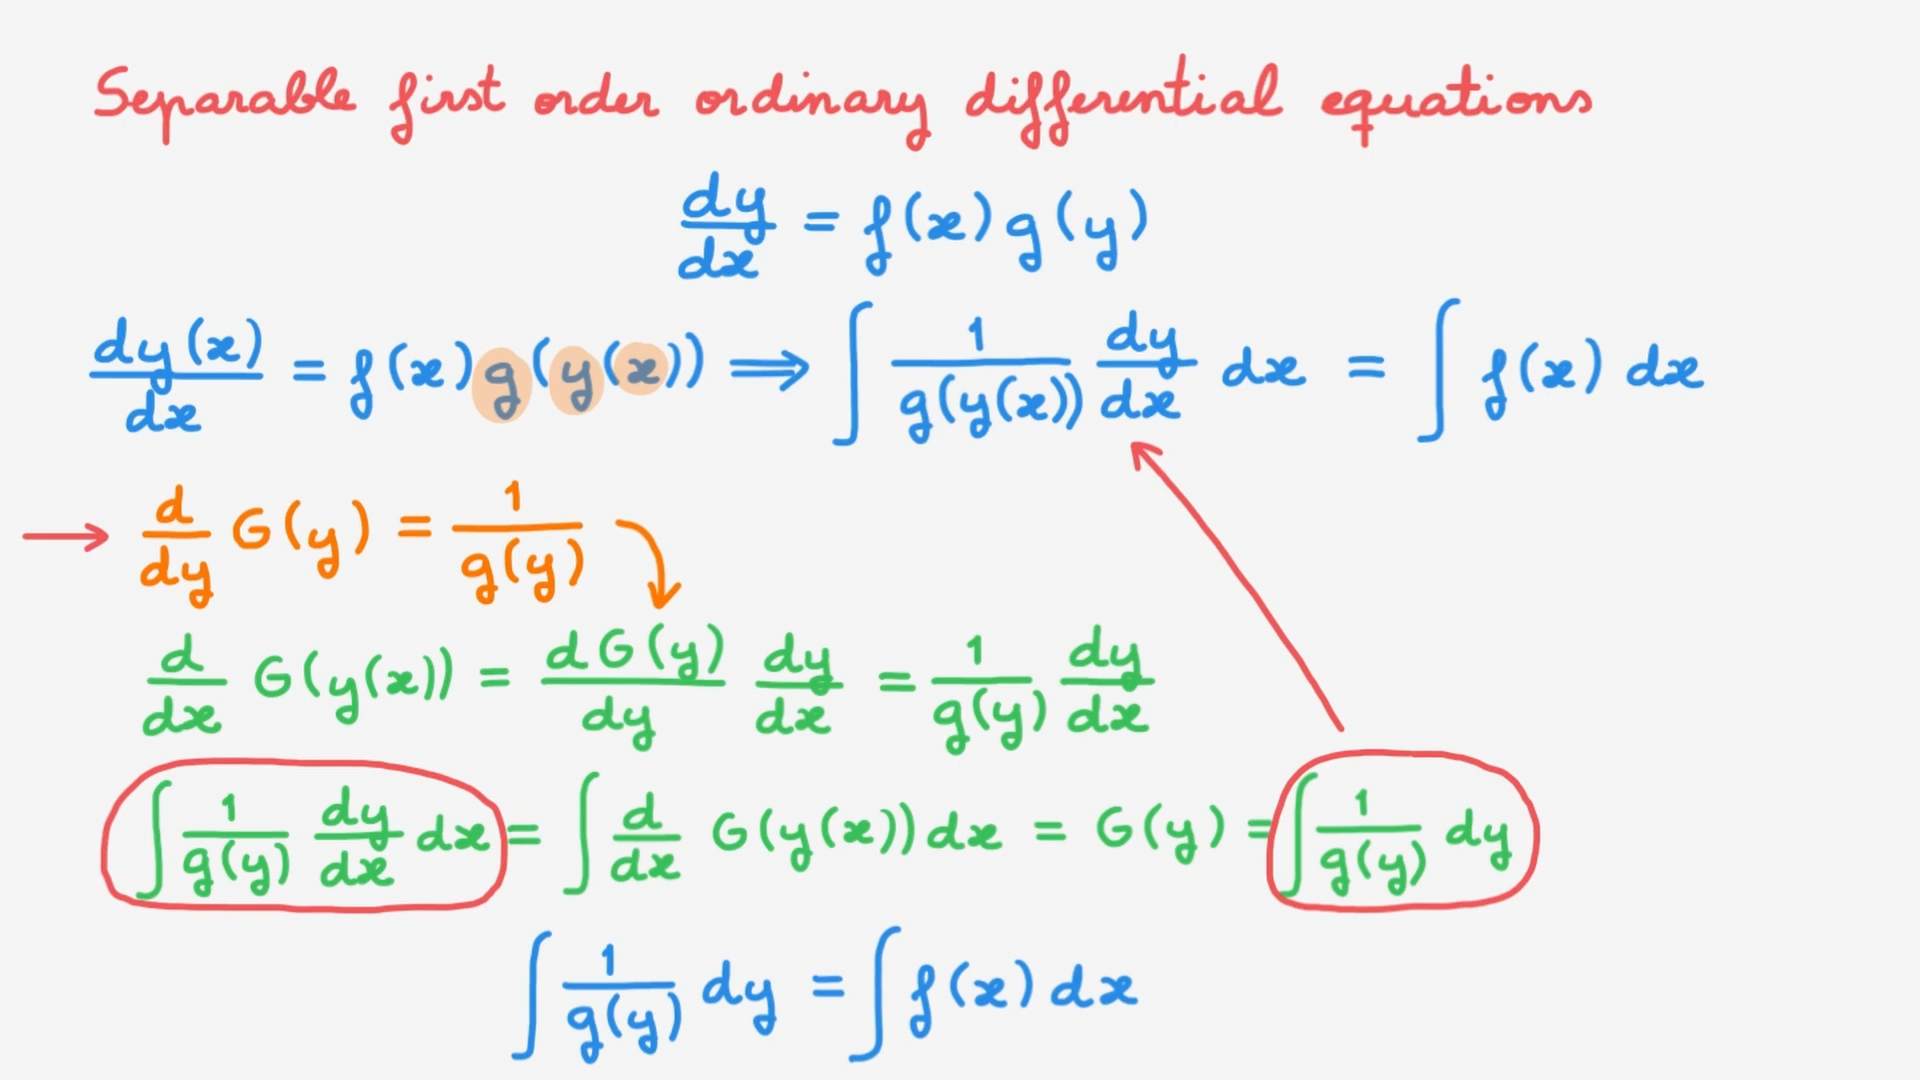 Separable first order ordinary differential equations
dy/dx = f(x) g(y)
dy(x)/dx = f(x) g(y(x)) ⟹ ∫ 1/g(y(x)) dy/dx dx = ∫ f(x) dx
→ d/dy G(y) = 1/g(y)
d/dx G(y(x)) = dG(y)/dy dy/dx = 1/g(y) dy/dx
∫ 1/g(y) dy/dx dx = ∫ d/dx G(y(x)) dx = G(y) = ∫ 1/g(y) dy
∫ 1/g(y) dy = ∫ f(x) dx